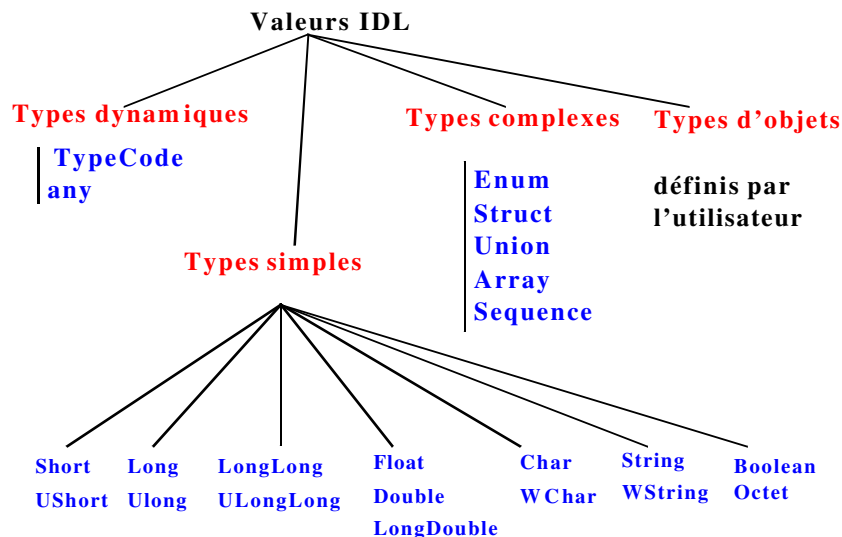 Valeurs IDL
Types dynamiques
TypeCode
any
Types complexes
Enum
Struct
Union
Array
Sequence
Types d’objets
définis par
l’utilisateur
Types simples
Short
UShort
Long
Ulong
LongLong
ULongLong
Float
Double
LongDouble
Char
WChar
String
WString
Boolean
Octet